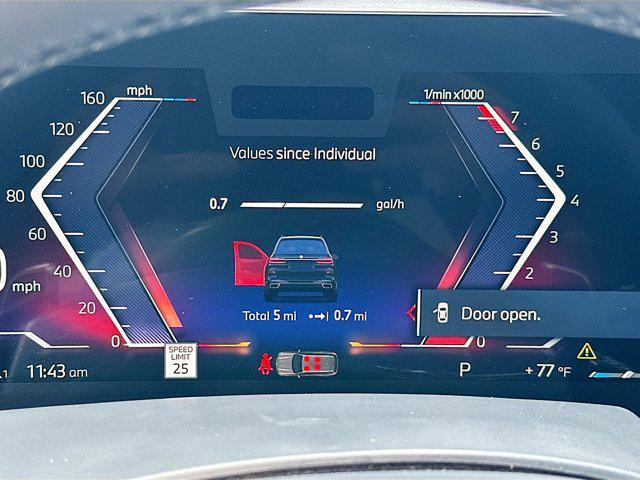 mph
1/min x1000
160
120
100
80
60
40
20
0
mph
7
6
5
4
3
2
0
Values since Individual
0.7 gal/h
Total 5 mi 0.7 mi
Door open.
SPEED
LIMIT
25
11:43 am
P
+77 °F